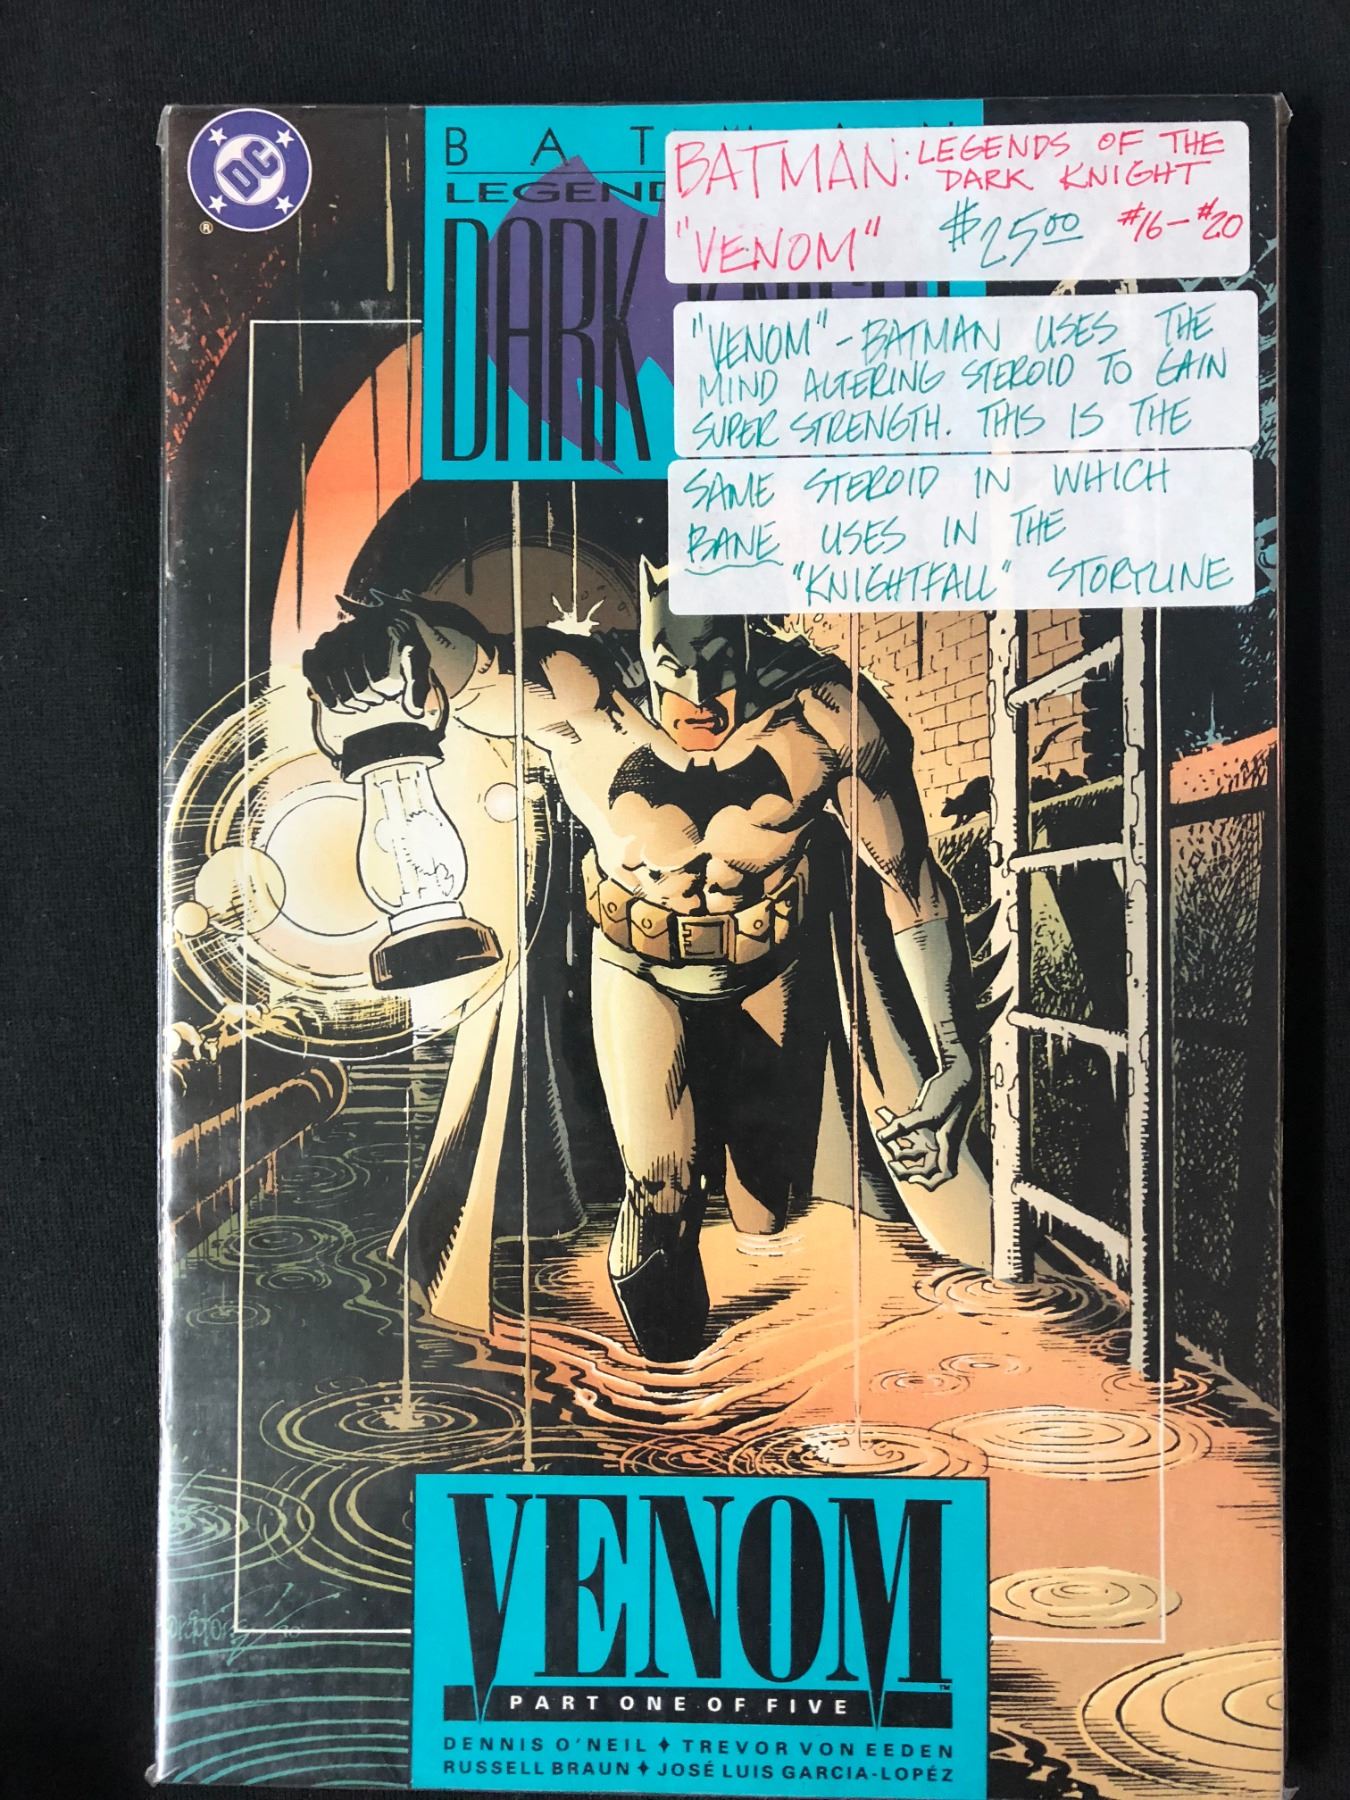 DC
®
BAT
LEGEND
DARK
BATMAN: LEGENDS OF THE
DARK KNIGHT
"VENOM" $25.00 #16-#20
"VENOM" - BATMAN USES THE
MIND ALTERING STEROID TO GAIN
SUPER STRENGTH. THIS IS THE
SAME STEROID IN WHICH
BANE USES IN THE
"KNIGHTFALL" STORYLINE
VENOM
™
PART ONE OF FIVE
DENNIS O'NEIL ✦ TREVOR VON EEDEN
RUSSELL BRAUN ✦ JOSÉ LUIS GARCIA-LOPÉZ